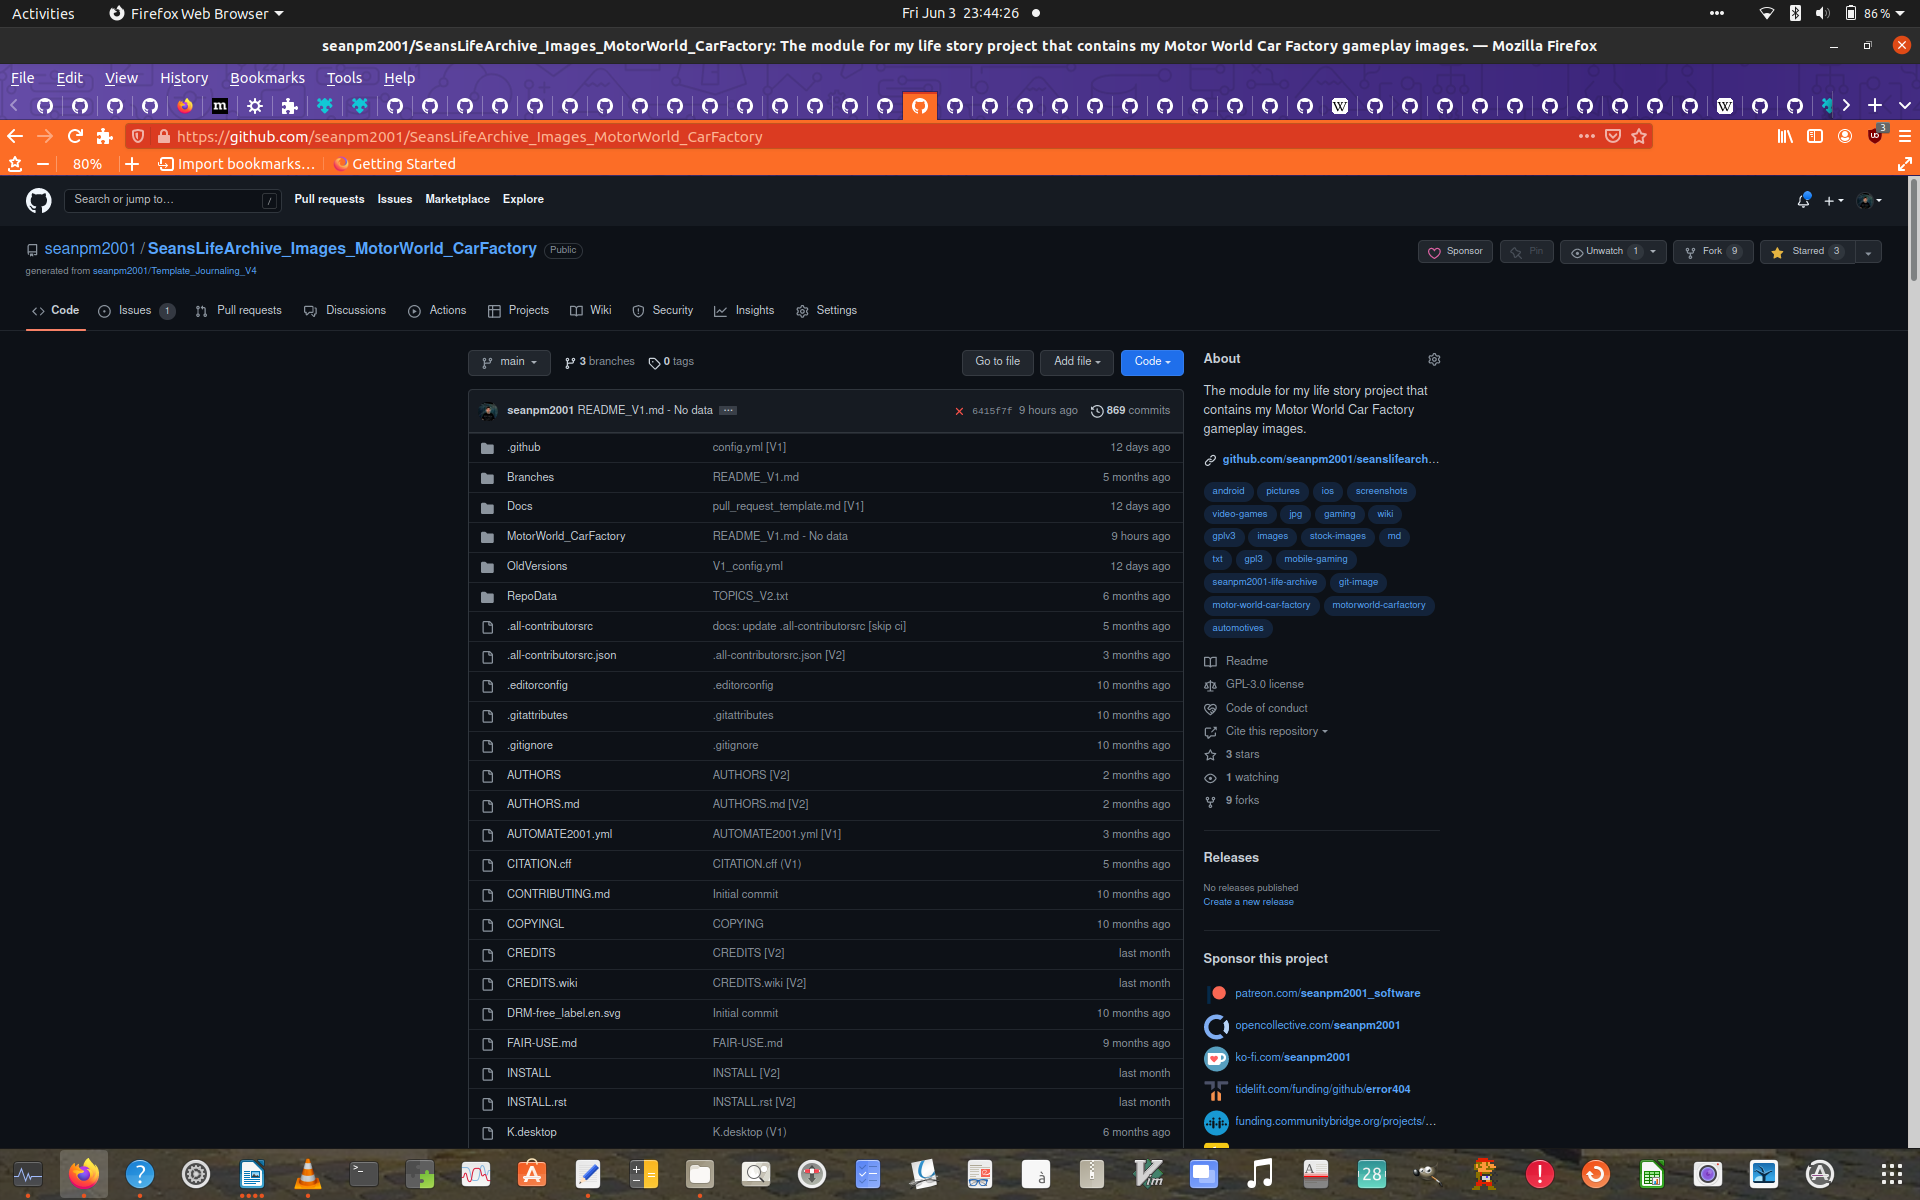 Activities Firefox Web Browser Fri Jun 3 23:44:26 86%
seanpm2001/SeansLifeArchive_Images_MotorWorld_CarFactory: The module for my life story project that contains my Motor World Car Factory gameplay images. — Mozilla Firefox
File Edit View History Bookmarks Tools Help
https://github.com/seanpm2001/SeansLifeArchive_Images_MotorWorld_CarFactory 3
80% Import bookmarks... Getting Started
Search or jump to... / Pull requests Issues Marketplace Explore
seanpm2001 / SeansLifeArchive_Images_MotorWorld_CarFactory Public
Sponsor Pin Unwatch 1 Fork 9 Starred 3
generated from seanpm2001/Template_Journaling_V4
Code Issues 1 Pull requests Discussions Actions Projects Wiki Security Insights Settings
main 3 branches 0 tags Go to file Add file Code
seanpm2001 README_V1.md - No data ... 6415f7f 9 hours ago 869 commits
.github config.yml [V1] 12 days ago
Branches README_V1.md 5 months ago
Docs pull_request_template.md [V1] 12 days ago
MotorWorld_CarFactory README_V1.md - No data 9 hours ago
OldVersions V1_config.yml 12 days ago
RepoData TOPICS_V2.txt 6 months ago
.all-contributorsrc docs: update .all-contributorsrc [skip ci] 5 months ago
.all-contributorsrc.json .all-contributorsrc.json [V2] 3 months ago
.editorconfig .editorconfig 10 months ago
.gitattributes .gitattributes 10 months ago
.gitignore .gitignore 10 months ago
AUTHORS AUTHORS [V2] 2 months ago
AUTHORS.md AUTHORS.md [V2] 2 months ago
AUTOMATE2001.yml AUTOMATE2001.yml [V1] 3 months ago
CITATION.cff CITATION.cff (V1) 5 months ago
CONTRIBUTING.md Initial commit 10 months ago
COPYINGL COPYING 10 months ago
CREDITS CREDITS [V2] last month
CREDITS.wiki CREDITS.wiki [V2] last month
DRM-free_label.en.svg Initial commit 10 months ago
FAIR-USE.md FAIR-USE.md 9 months ago
INSTALL INSTALL [V2] last month
INSTALL.rst INSTALL.rst [V2] last month
K.desktop K.desktop (V1) 6 months ago
About
The module for my life story project that
contains my Motor World Car Factory
gameplay images.
github.com/seanpm2001/seanslifearch...
android pictures ios screenshots
video-games jpg gaming wiki
gplv3 images stock-images md
txt gpl3 mobile-gaming
seanpm2001-life-archive git-image
motor-world-car-factory motorworld-carfactory
automotives
Readme
GPL-3.0 license
Code of conduct
Cite this repository
3 stars
1 watching
9 forks
Releases
No releases published
Create a new release
Sponsor this project
patreon.com/seanpm2001_software
opencollective.com/seanpm2001
ko-fi.com/seanpm2001
tidelift.com/funding/github/error404
funding.communitybridge.org/projects/...
28